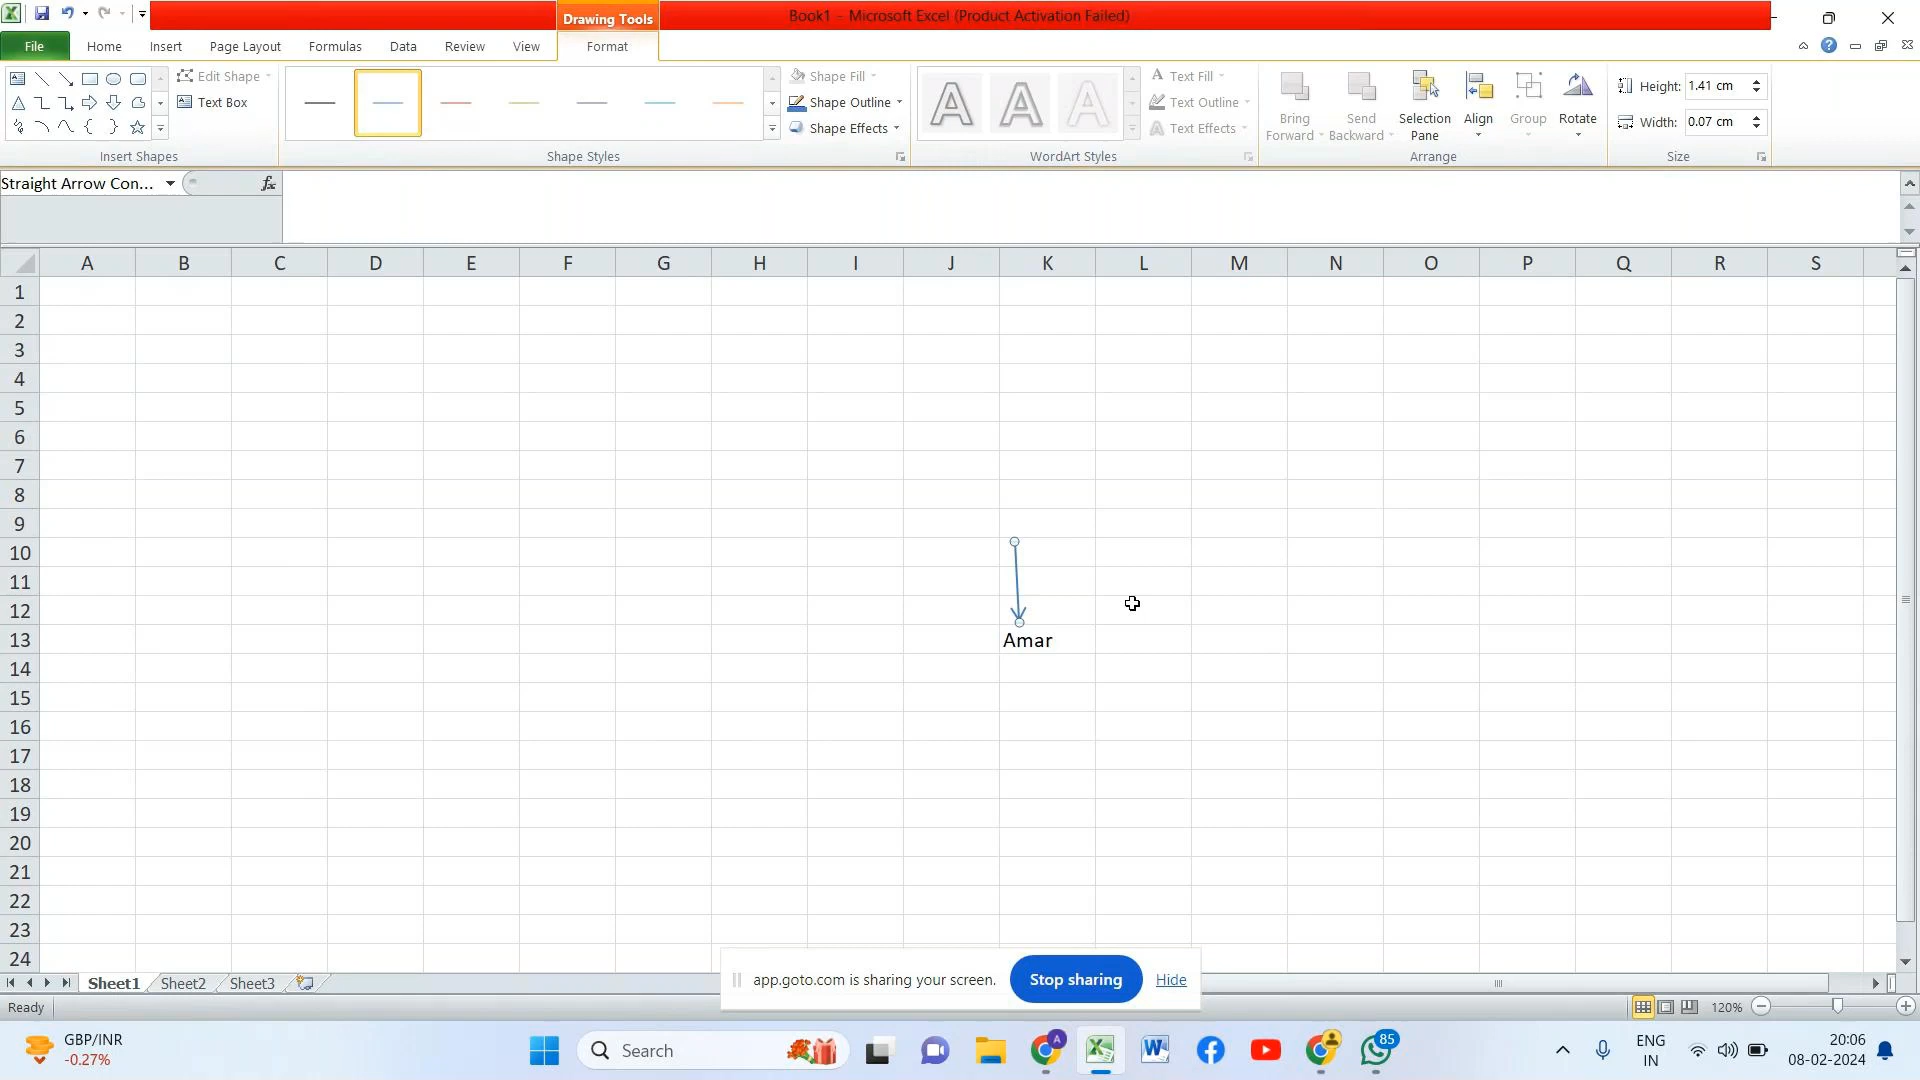 Drawing Tools
Book1 - Microsoft Excel (Product Activation Failed)
File Home Insert Page Layout Formulas Data Review View Format
Edit Shape
Text Box
Insert Shapes
Shape Fill
Shape Outline
Shape Effects
Shape Styles
A A A
Text Fill
Text Outline
Text Effects
WordArt Styles
Bring Forward
Send Backward
Selection Pane
Align
Group
Rotate
Arrange
Height: 1.41 cm
Width: 0.07 cm
Size
Straight Arrow Con... fx
A B C D E F G H I J K L M N O P Q R S
1
2
3
4
5
6
7
8
9
10
11
12
13 Amar
14
15
16
17
18
19
20
21
22
23
24
app.goto.com is sharing your screen. Stop sharing Hide
Sheet1 Sheet2 Sheet3
Ready 120%
GBP/INR
-0.27%
Search
A
85
ENG
IN
20:06
08-02-2024